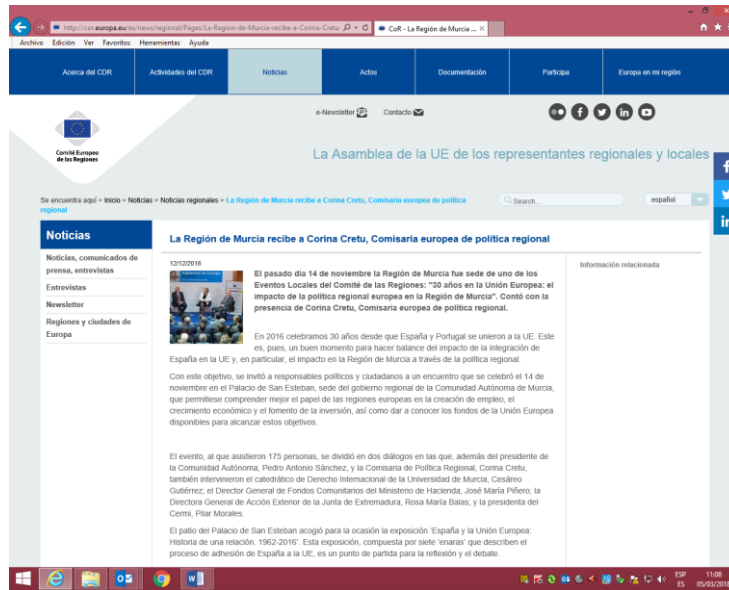 http://cor.europa.eu/es/news/regional/Pages/La-Region-de-Murcia-recibe-a-Corina-Cretu
CoR - La Región de Murcia ...
Archivo Edición Ver Favoritos Herramientas Ayuda
Acerca del CDR Actividades del CDR Noticias Actos Documentación Participa Europa en mi región
e-Newsletter Contacto
Comité Europeo
de las Regiones
La Asamblea de la UE de los representantes regionales y locales
Se encuentra aquí > Inicio > Noticias > Noticias regionales > La Región de Murcia recibe a Corina Cretu, Comisaria europea de política
regional
Search...
español
Noticias
Noticias, comunicados de
prensa, entrevistas
Entrevistas
Newsletter
Regiones y ciudades de
Europa
La Región de Murcia recibe a Corina Cretu, Comisaria europea de política regional
12/12/2016
El pasado día 14 de noviembre la Región de Murcia fue sede de uno de los
Eventos Locales del Comité de las Regiones: "30 años en la Unión Europea: el
impacto de la política regional europea en la Región de Murcia". Contó con la
presencia de Corina Cretu, Comisaria europea de política regional.
En 2016 celebramos 30 años desde que España y Portugal se unieron a la UE. Este
es, pues, un buen momento para hacer balance del impacto de la integración de
España en la UE y, en particular, el impacto en la Región de Murcia a través de la política regional.
Con este objetivo, se invitó a responsables políticos y ciudadanos a un encuentro que se celebró el 14 de
noviembre en el Palacio de San Esteban, sede del gobierno regional de la Comunidad Autónoma de Murcia,
que permitiese comprender mejor el papel de las regiones europeas en la creación de empleo, el
crecimiento económico y el fomento de la inversión, así como dar a conocer los fondos de la Unión Europea
disponibles para alcanzar estos objetivos.
El evento, al que asistieron 175 personas, se dividió en dos diálogos en las que, además del presidente de
la Comunidad Autónoma, Pedro Antonio Sánchez, y la Comisaria de Política Regional, Corina Cretu,
también intervinieron el catedrático de Derecho Internacional de la Universidad de Murcia, Cesáreo
Gutiérrez; el Director General de Fondos Comunitarios del Ministerio de Hacienda, José María Piñero; la
Directora General de Acción Exterior de la Junta de Extremadura, Rosa María Balas; y la presidenta del
Cermi, Pilar Morales.
El patio del Palacio de San Esteban acogió para la ocasión la exposición 'España y la Unión Europea:
Historia de una relación. 1962-2016'. Esta exposición, compuesta por siete 'enaras' que describen el
proceso de adhesión de España a la UE, es un punto de partida para la reflexión y el debate.
Información relacionada
ESP
ES
11:08
05/03/2018